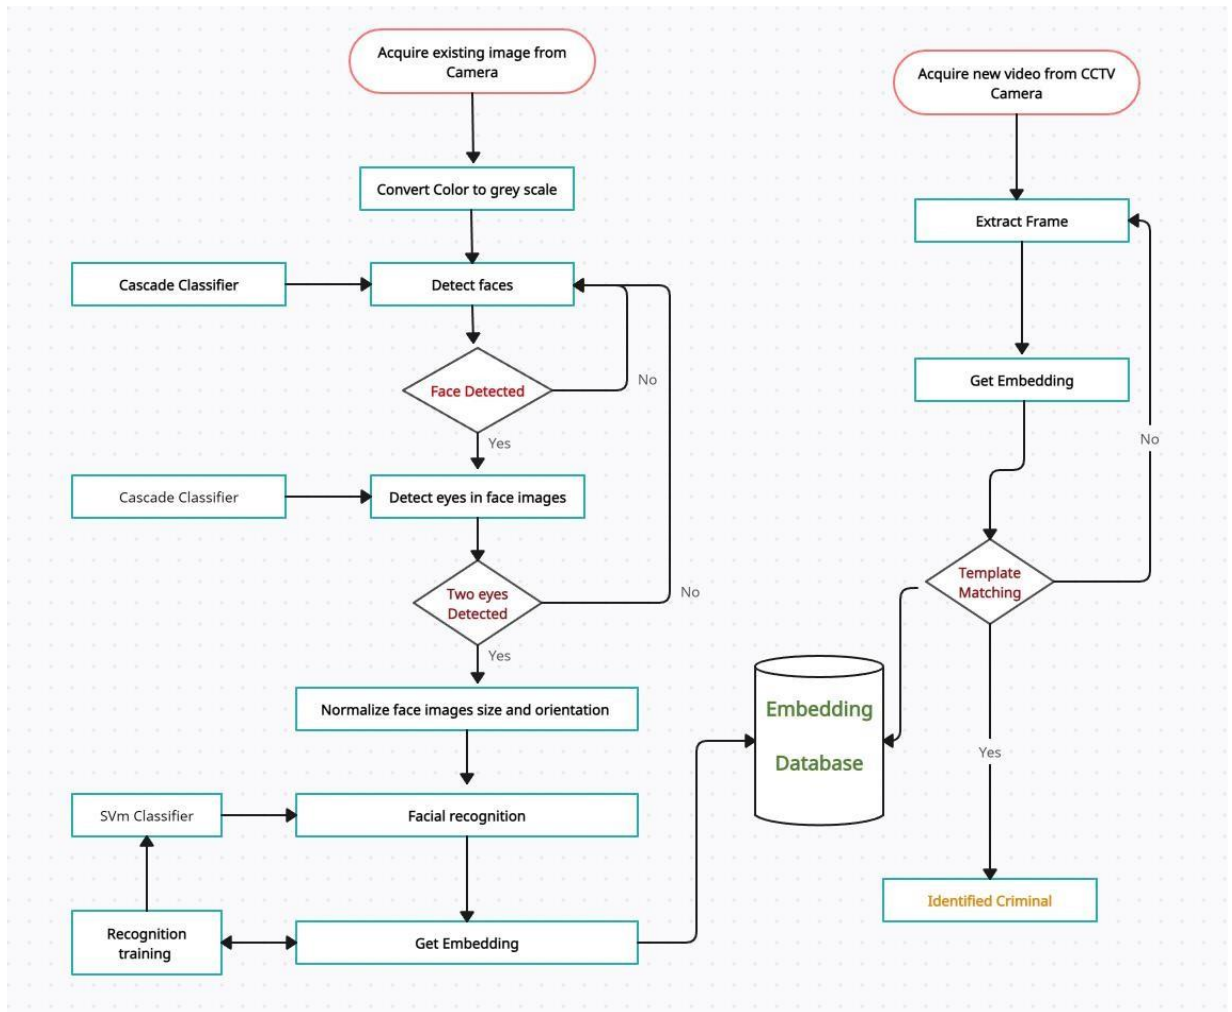 Acquire existing image from
Camera
Convert Color to grey scale
Cascade Classifier
Detect faces
Face Detected
No
Yes
Cascade Classifier
Detect eyes in face images
Two eyes
Detected
No
Yes
Normalize face images size and orientation
SVm Classifier
Facial recognition
Recognition
training
Get Embedding
Embedding
Database
Acquire new video from CCTV
Camera
Extract Frame
Get Embedding
No
Template
Matching
Yes
Identified Criminal